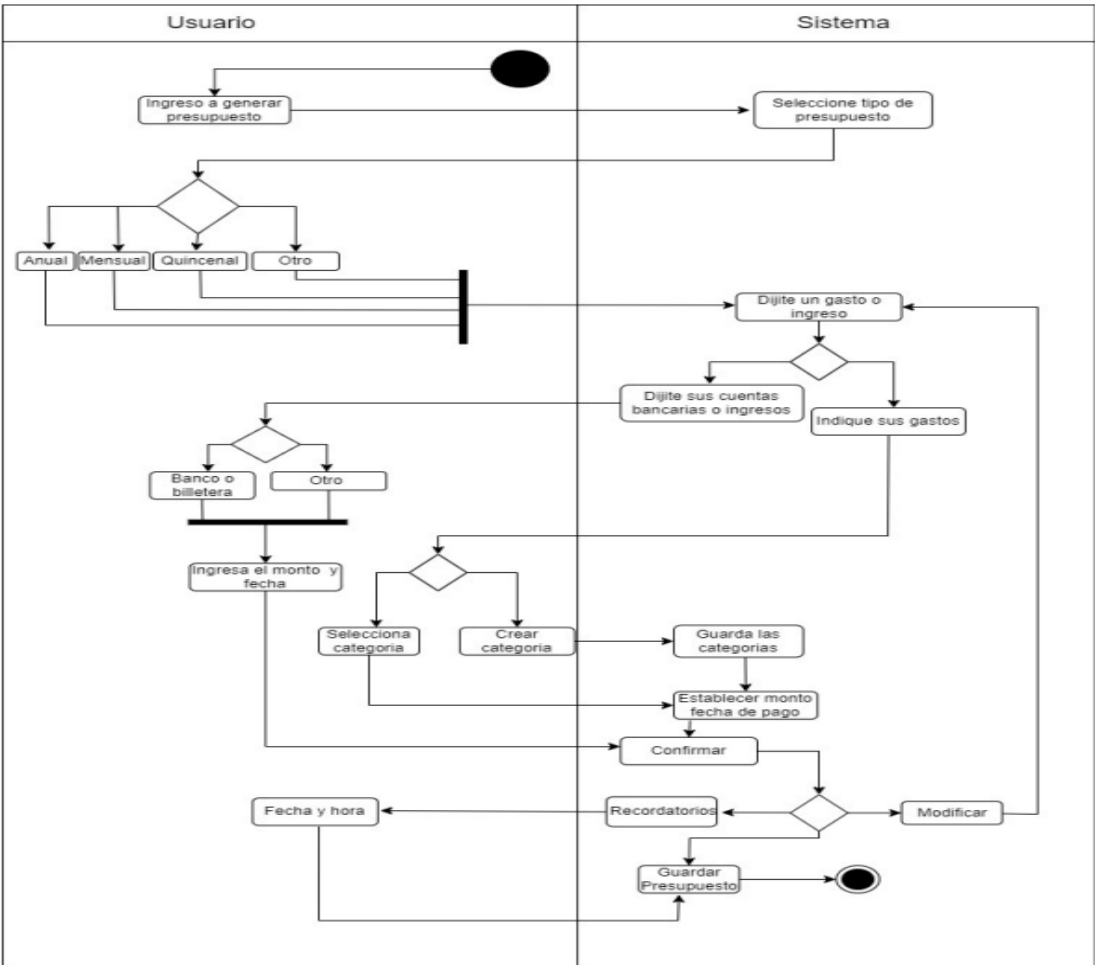 Usuario
Sistema
Ingreso a generar
presupuesto
Seleccione tipo de
presupuesto
Anual
Mensual
Quincenal
Otro
Dijite un gasto o
ingreso
Dijite sus cuentas
bancarias o ingresos
Indique sus gastos
Banco o
billetera
Otro
Ingresa el monto y
fecha
Selecciona
categoria
Crear
categoria
Guarda las
categorias
Establecer monto
fecha de pago
Confirmar
Fecha y hora
Recordatorios
Modificar
Guardar
Presupuesto